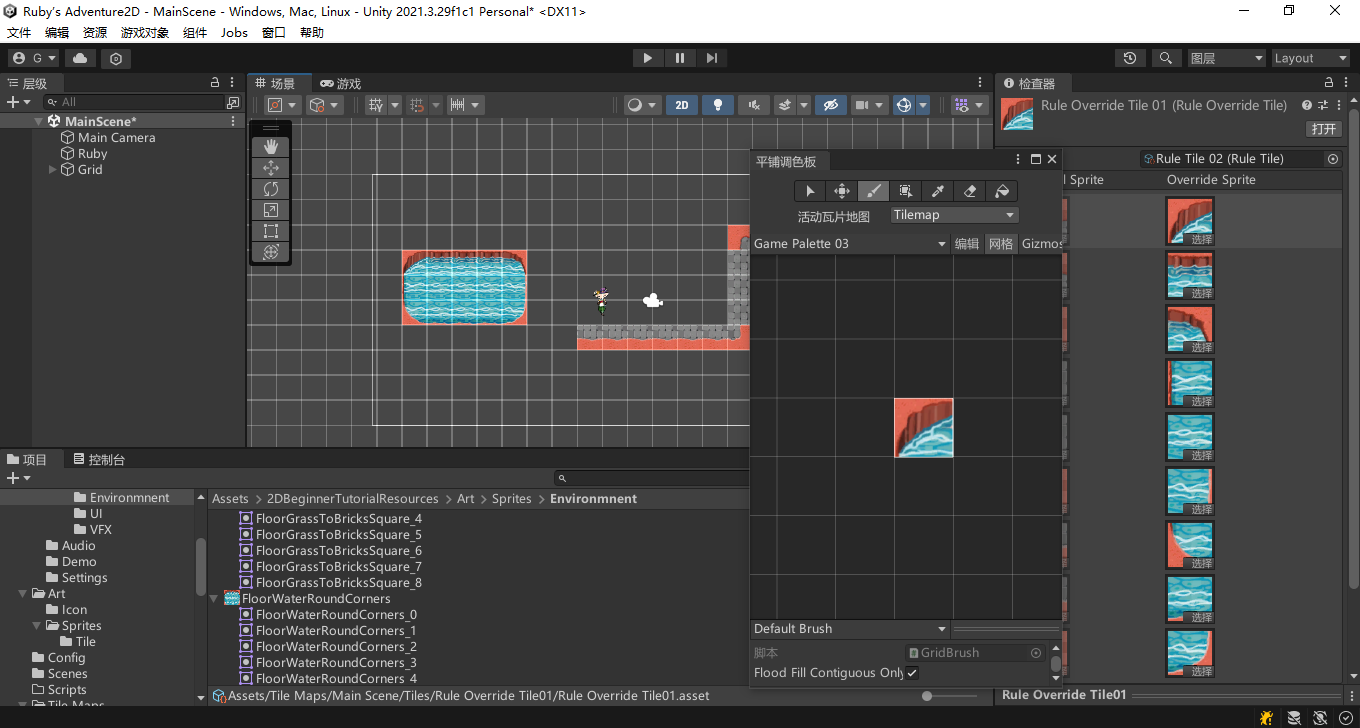 Ruby's Adventure2D - MainScene - Windows, Mac, Linux - Unity 2021.3.29f1c1 Personal* <DX11>
文件 编辑 资源 游戏对象 组件 Jobs 窗口 帮助
G 图层 Layout
层级
All
MainScene*
Main Camera
Ruby
Grid
场景 游戏
2D
检查器
Rule Override Tile 01 (Rule Override Tile)
打开
Rule Tile 02 (Rule Tile)
l Sprite Override Sprite
选择
选择
选择
选择
选择
选择
选择
选择
选择
平铺调色板
活动瓦片地图 Tilemap
Game Palette 03 编辑 网格 Gizmos
Default Brush
脚本 GridBrush
Flood Fill Contiguous Only
Rule Override Tile01
项目 控制台
Environmnent
UI
VFX
Audio
Demo
Settings
Art
Icon
Sprites
Tile
Config
Scenes
Scripts
Tile Maps
Assets > 2DBeginnerTutorialResources > Art > Sprites > Environmnent
FloorGrassToBricksSquare_4
FloorGrassToBricksSquare_5
FloorGrassToBricksSquare_6
FloorGrassToBricksSquare_7
FloorGrassToBricksSquare_8
FloorWaterRoundCorners
FloorWaterRoundCorners_0
FloorWaterRoundCorners_1
FloorWaterRoundCorners_2
FloorWaterRoundCorners_3
FloorWaterRoundCorners_4
Assets/Tile Maps/Main Scene/Tiles/Rule Override Tile01/Rule Override Tile01.asset